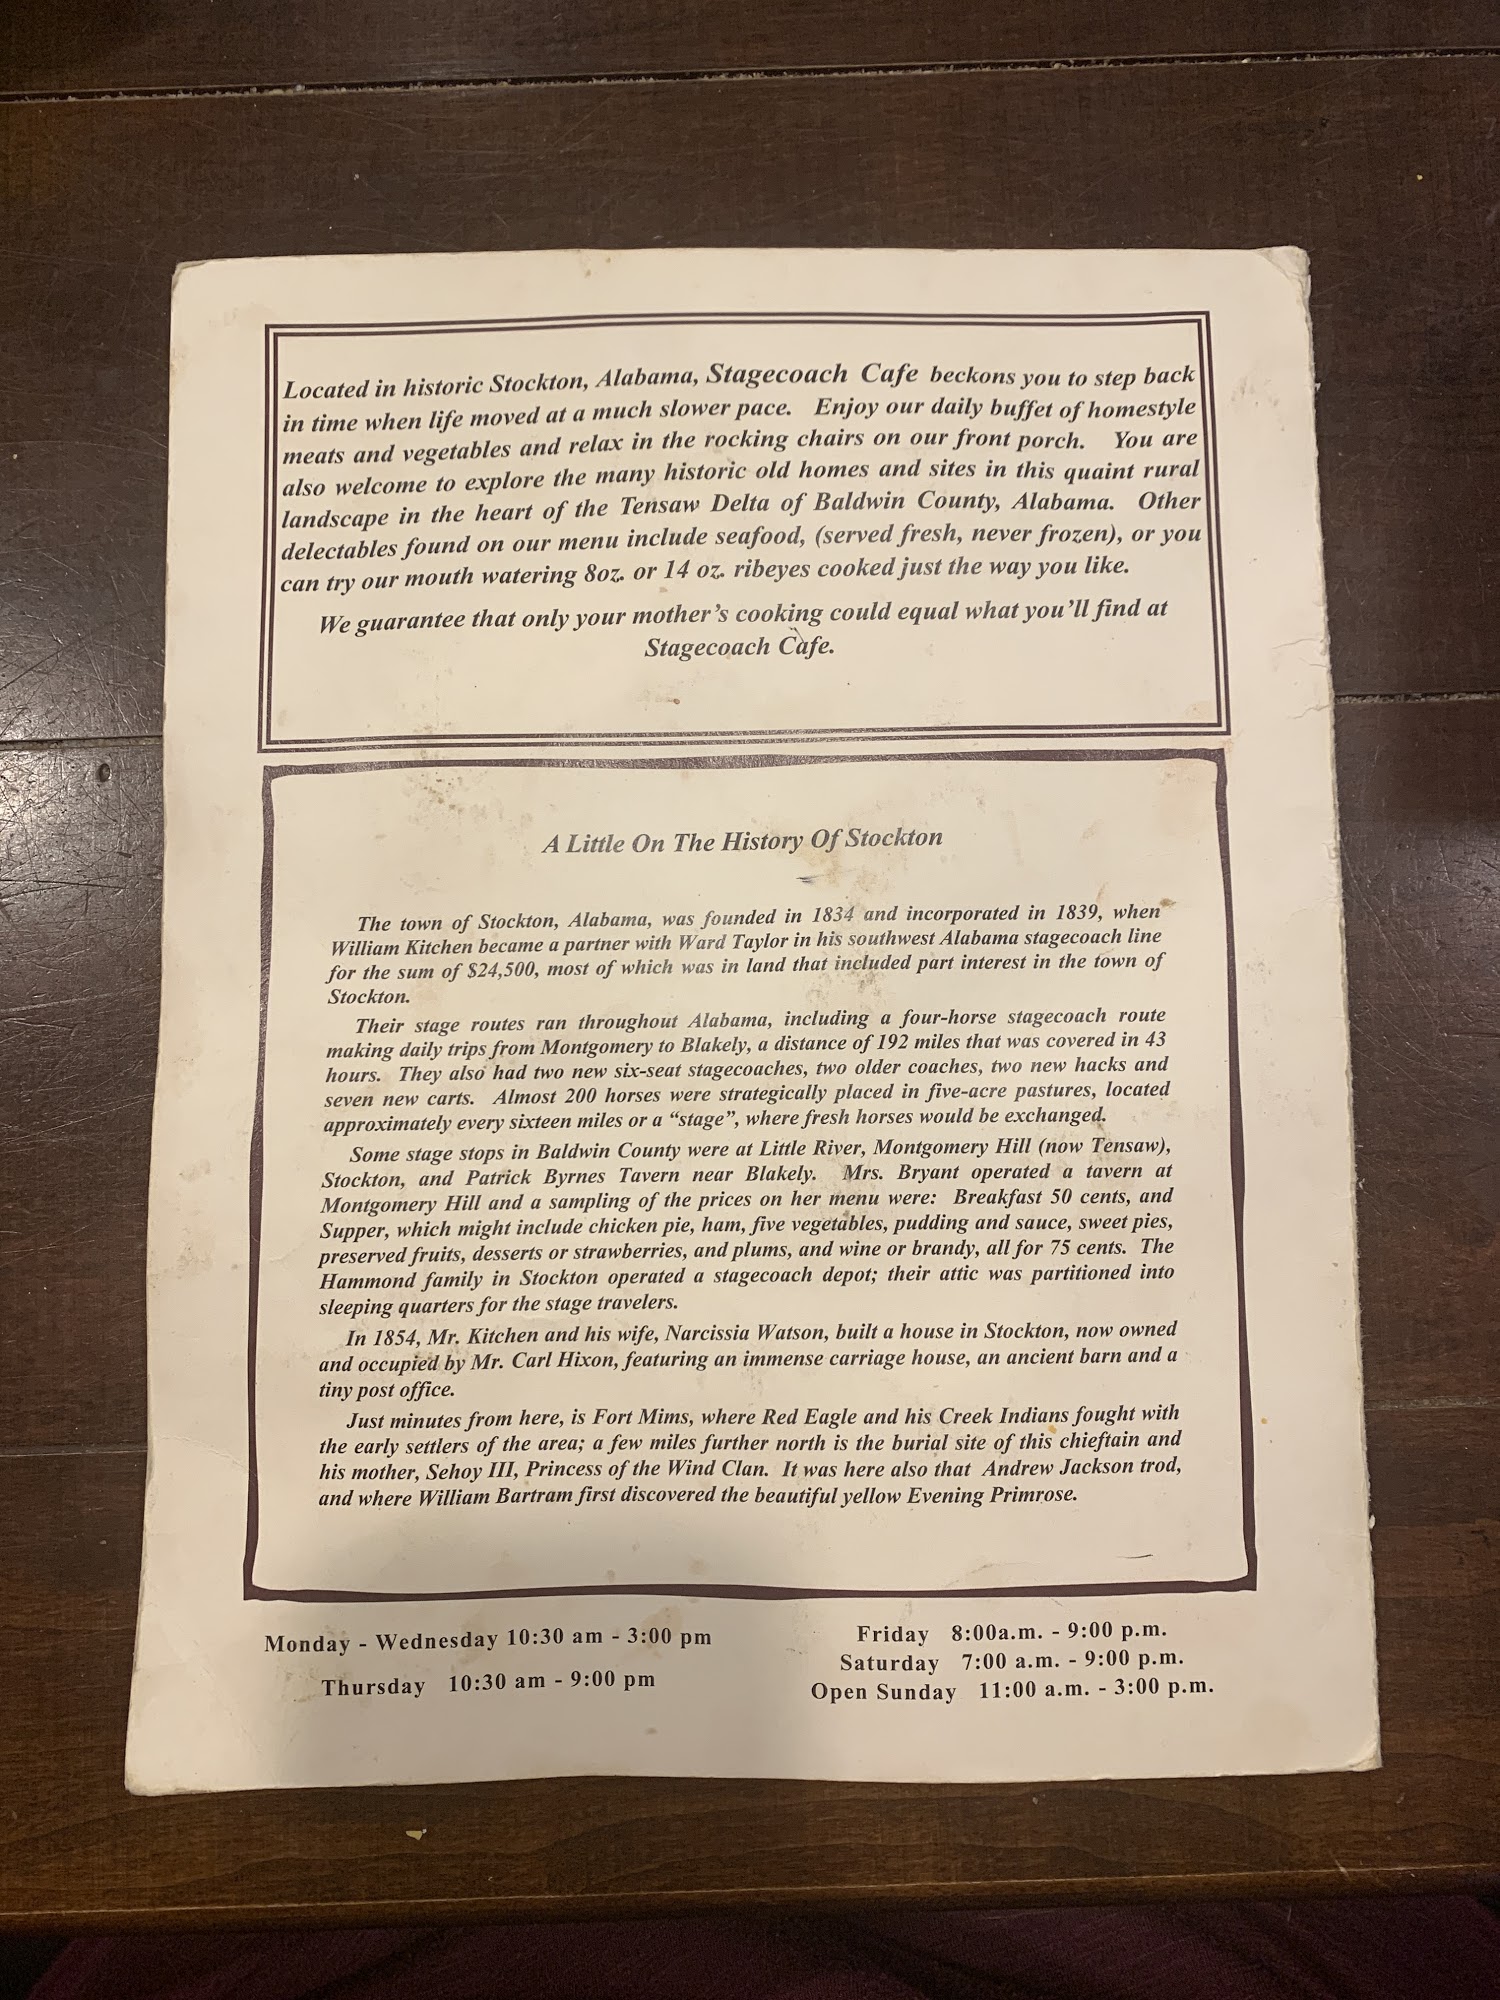 Located in historic Stockton, Alabama, Stagecoach Cafe beckons you to step back
in time when life moved at a much slower pace. Enjoy our daily buffet of homestyle
meats and vegetables and relax in the rocking chairs on our front porch. You are
also welcome to explore the many historic old homes and sites in this quaint rural
landscape in the heart of the Tensaw Delta of Baldwin County, Alabama. Other
delectables found on our menu include seafood, (served fresh, never frozen), or you
can try our mouth watering 8oz. or 14 oz. ribeyes cooked just the way you like.
We guarantee that only your mother's cooking could equal what you'll find at
Stagecoach Cafe.
A Little On The History Of Stockton
The town of Stockton, Alabama, was founded in 1834 and incorporated in 1839, when
William Kitchen became a partner with Ward Taylor in his southwest Alabama stagecoach line
for the sum of $24,500, most of which was in land that included part interest in the town of
Stockton.
Their stage routes ran throughout Alabama, including a four-horse stagecoach route
making daily trips from Montgomery to Blakely, a distance of 192 miles that was covered in 43
hours. They also had two new six-seat stagecoaches, two older coaches, two new hacks and
seven new carts. Almost 200 horses were strategically placed in five-acre pastures, located
approximately every sixteen miles or a "stage", where fresh horses would be exchanged.
Some stage stops in Baldwin County were at Little River, Montgomery Hill (now Tensaw),
Stockton, and Patrick Byrnes Tavern near Blakely. Mrs. Bryant operated a tavern at
Montgomery Hill and a sampling of the prices on her menu were: Breakfast 50 cents, and
Supper, which might include chicken pie, ham, five vegetables, pudding and sauce, sweet pies,
preserved fruits, desserts or strawberries, and plums, and wine or brandy, all for 75 cents. The
Hammond family in Stockton operated a stagecoach depot; their attic was partitioned into
sleeping quarters for the stage travelers.
In 1854, Mr. Kitchen and his wife, Narcissia Watson, built a house in Stockton, now owned
and occupied by Mr. Carl Hixon, featuring an immense carriage house, an ancient barn and a
tiny post office.
Just minutes from here, is Fort Mims, where Red Eagle and his Creek Indians fought with
the early settlers of the area; a few miles further north is the burial site of this chieftain and
his mother, Sehoy III, Princess of the Wind Clan. It was here also that Andrew Jackson trod,
and where William Bartram first discovered the beautiful yellow Evening Primrose.
Monday - Wednesday 10:30 am - 3:00 pm
Thursday 10:30 am - 9:00 pm
Friday 8:00a.m. - 9:00 p.m.
Saturday 7:00 a.m. - 9:00 p.m.
Open Sunday 11:00 a.m. - 3:00 p.m.